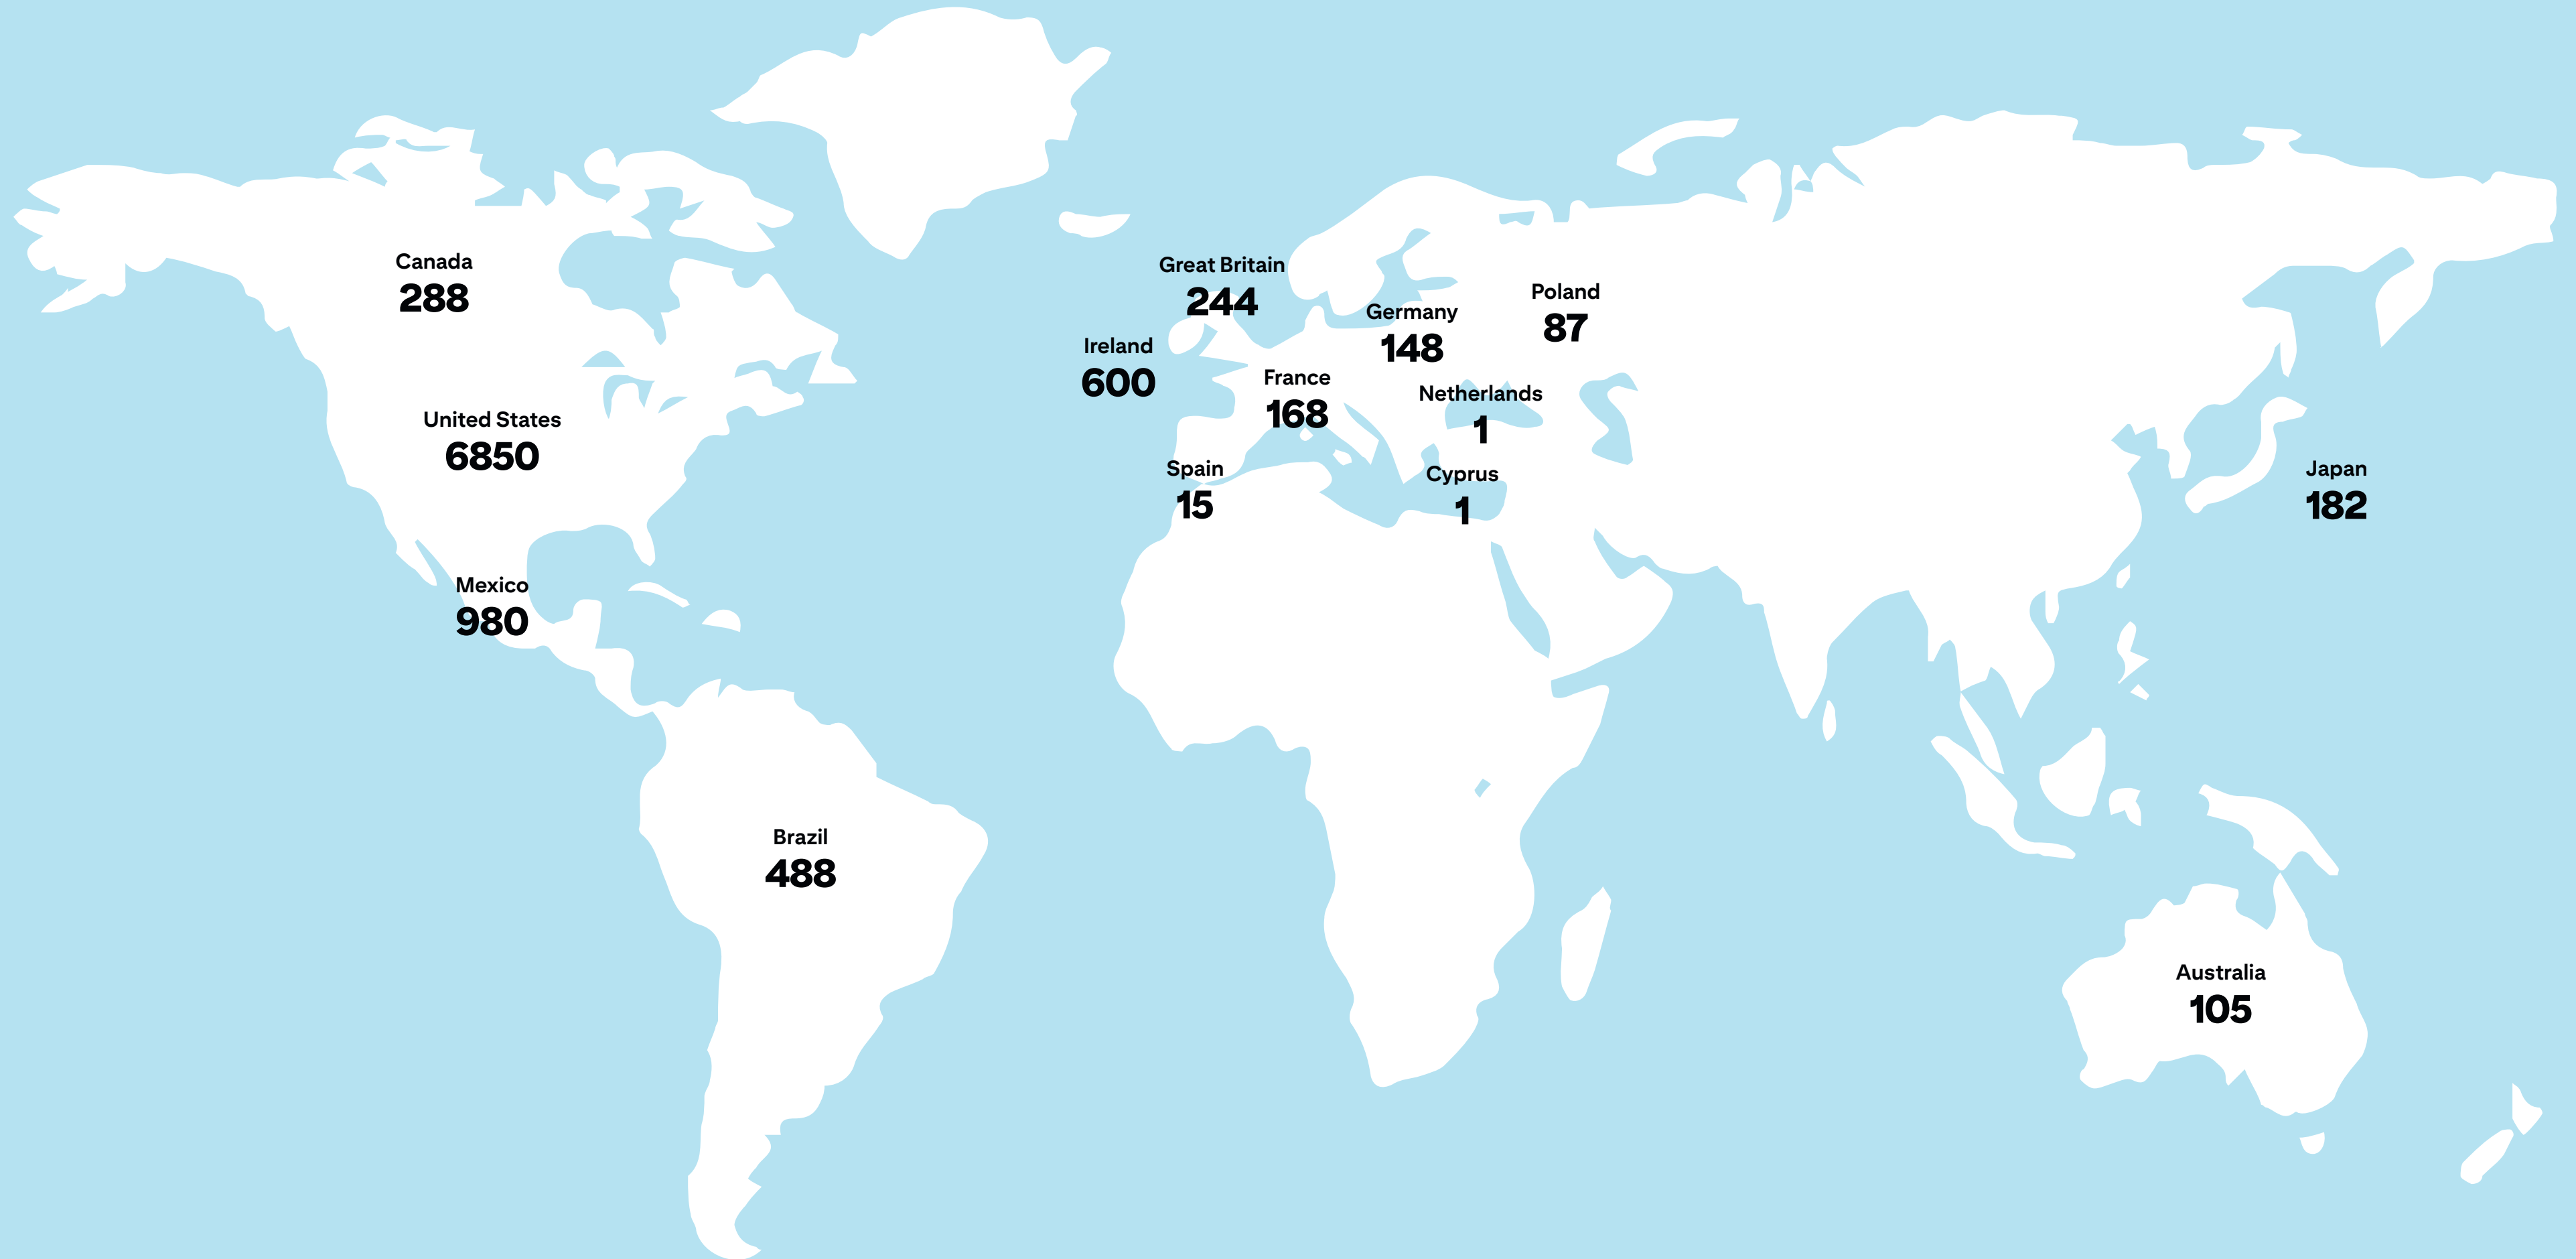 Canada
288
United States
6850
Mexico
980
Brazil
488
Great Britain
244
Ireland
600
Germany
148
Poland
87
France
168
Netherlands
1
Spain
15
Cyprus
1
Japan
182
Australia
105